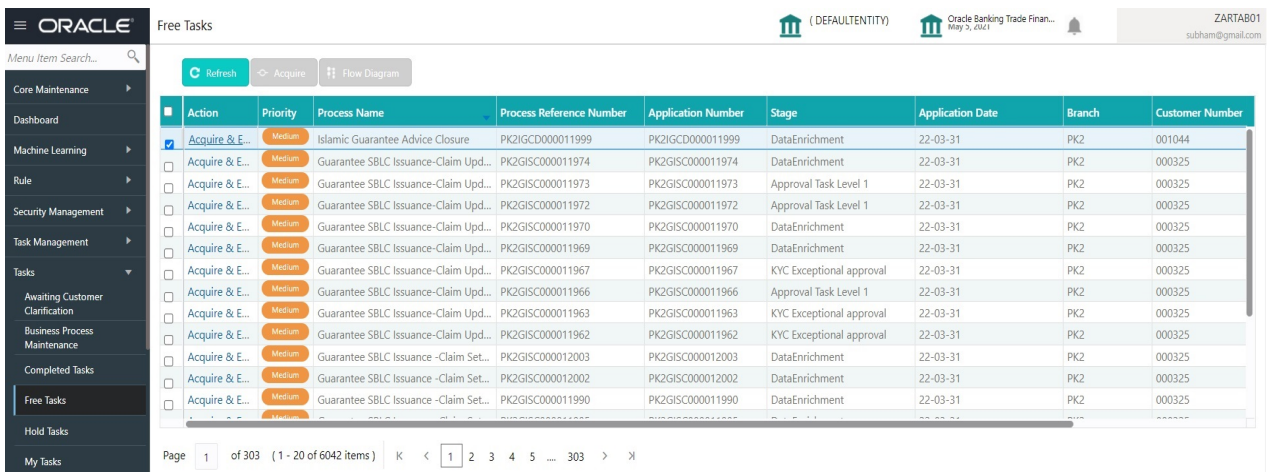 ORACLE
Free Tasks
( DEFAULTENTITY)
Oracle Banking Trade Finan...
May 5, 2021
ZARTAB01
subham@gmail.com
Menu Item Search...
Core Maintenance
Dashboard
Machine Learning
Rule
Security Management
Task Management
Tasks
Awaiting Customer
Clarification
Business Process
Maintenance
Completed Tasks
Free Tasks
Hold Tasks
My Tasks
Refresh Acquire Flow Diagram
Action Priority Process Name Process Reference Number Application Number Stage Application Date Branch Customer Number
Acquire & E... Medium Islamic Guarantee Advice Closure PK2IGCD000011999 PK2IGCD000011999 DataEnrichment 22-03-31 PK2 001044
Acquire & E... Medium Guarantee SBLC Issuance-Claim Upd... PK2GISC000011974 PK2GISC000011974 DataEnrichment 22-03-31 PK2 000325
Acquire & E... Medium Guarantee SBLC Issuance-Claim Upd... PK2GISC000011973 PK2GISC000011973 Approval Task Level 1 22-03-31 PK2 000325
Acquire & E... Medium Guarantee SBLC Issuance-Claim Upd... PK2GISC000011972 PK2GISC000011972 Approval Task Level 1 22-03-31 PK2 000325
Acquire & E... Medium Guarantee SBLC Issuance-Claim Upd... PK2GISC000011970 PK2GISC000011970 DataEnrichment 22-03-31 PK2 000325
Acquire & E... Medium Guarantee SBLC Issuance-Claim Upd... PK2GISC000011969 PK2GISC000011969 DataEnrichment 22-03-31 PK2 000325
Acquire & E... Medium Guarantee SBLC Issuance-Claim Upd... PK2GISC000011967 PK2GISC000011967 KYC Exceptional approval 22-03-31 PK2 000325
Acquire & E... Medium Guarantee SBLC Issuance-Claim Upd... PK2GISC000011966 PK2GISC000011966 Approval Task Level 1 22-03-31 PK2 000325
Acquire & E... Medium Guarantee SBLC Issuance-Claim Upd... PK2GISC000011963 PK2GISC000011963 KYC Exceptional approval 22-03-31 PK2 000325
Acquire & E... Medium Guarantee SBLC Issuance-Claim Upd... PK2GISC000011962 PK2GISC000011962 KYC Exceptional approval 22-03-31 PK2 000325
Acquire & E... Medium Guarantee SBLC Issuance -Claim Set... PK2GISC000012003 PK2GISC000012003 DataEnrichment 22-03-31 PK2 000325
Acquire & E... Medium Guarantee SBLC Issuance -Claim Set... PK2GISC000012002 PK2GISC000012002 DataEnrichment 22-03-31 PK2 000325
Acquire & E... Medium Guarantee SBLC Issuance -Claim Set... PK2GISC000011990 PK2GISC000011990 DataEnrichment 22-03-31 PK2 000325
Page 1 of 303 (1 - 20 of 6042 items) 1 2 3 4 5 .... 303